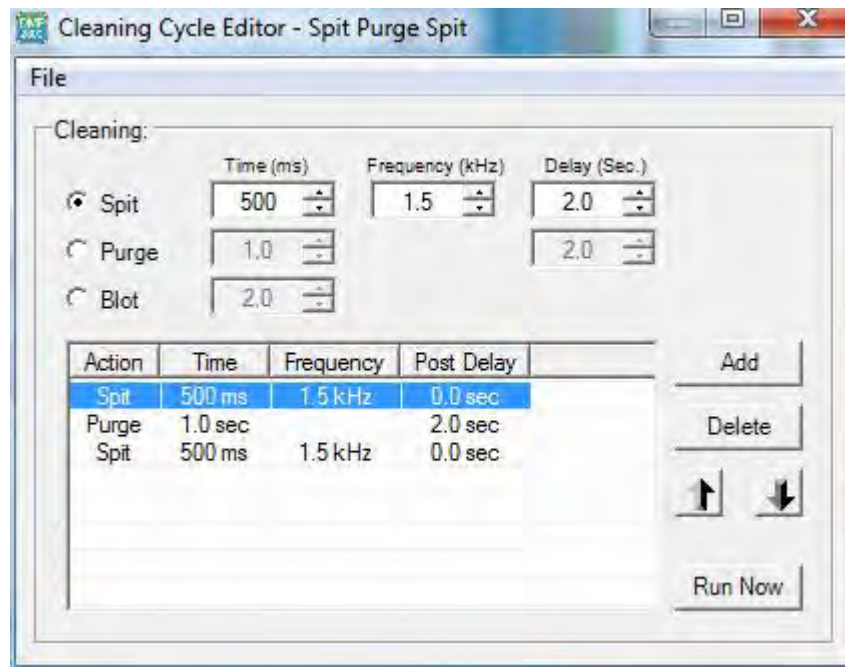 Cleaning Cycle Editor - Spit Purge Spit
File
Cleaning:
Time (ms) Frequency (kHz) Delay (Sec.)
Spit 500 1.5 2.0
Purge 1.0 2.0
Blot 2.0
Action Time Frequency Post Delay
Spit 500 ms 1.5 kHz 0.0 sec
Purge 1.0 sec 2.0 sec
Spit 500 ms 1.5 kHz 0.0 sec
Add
Delete
Run Now